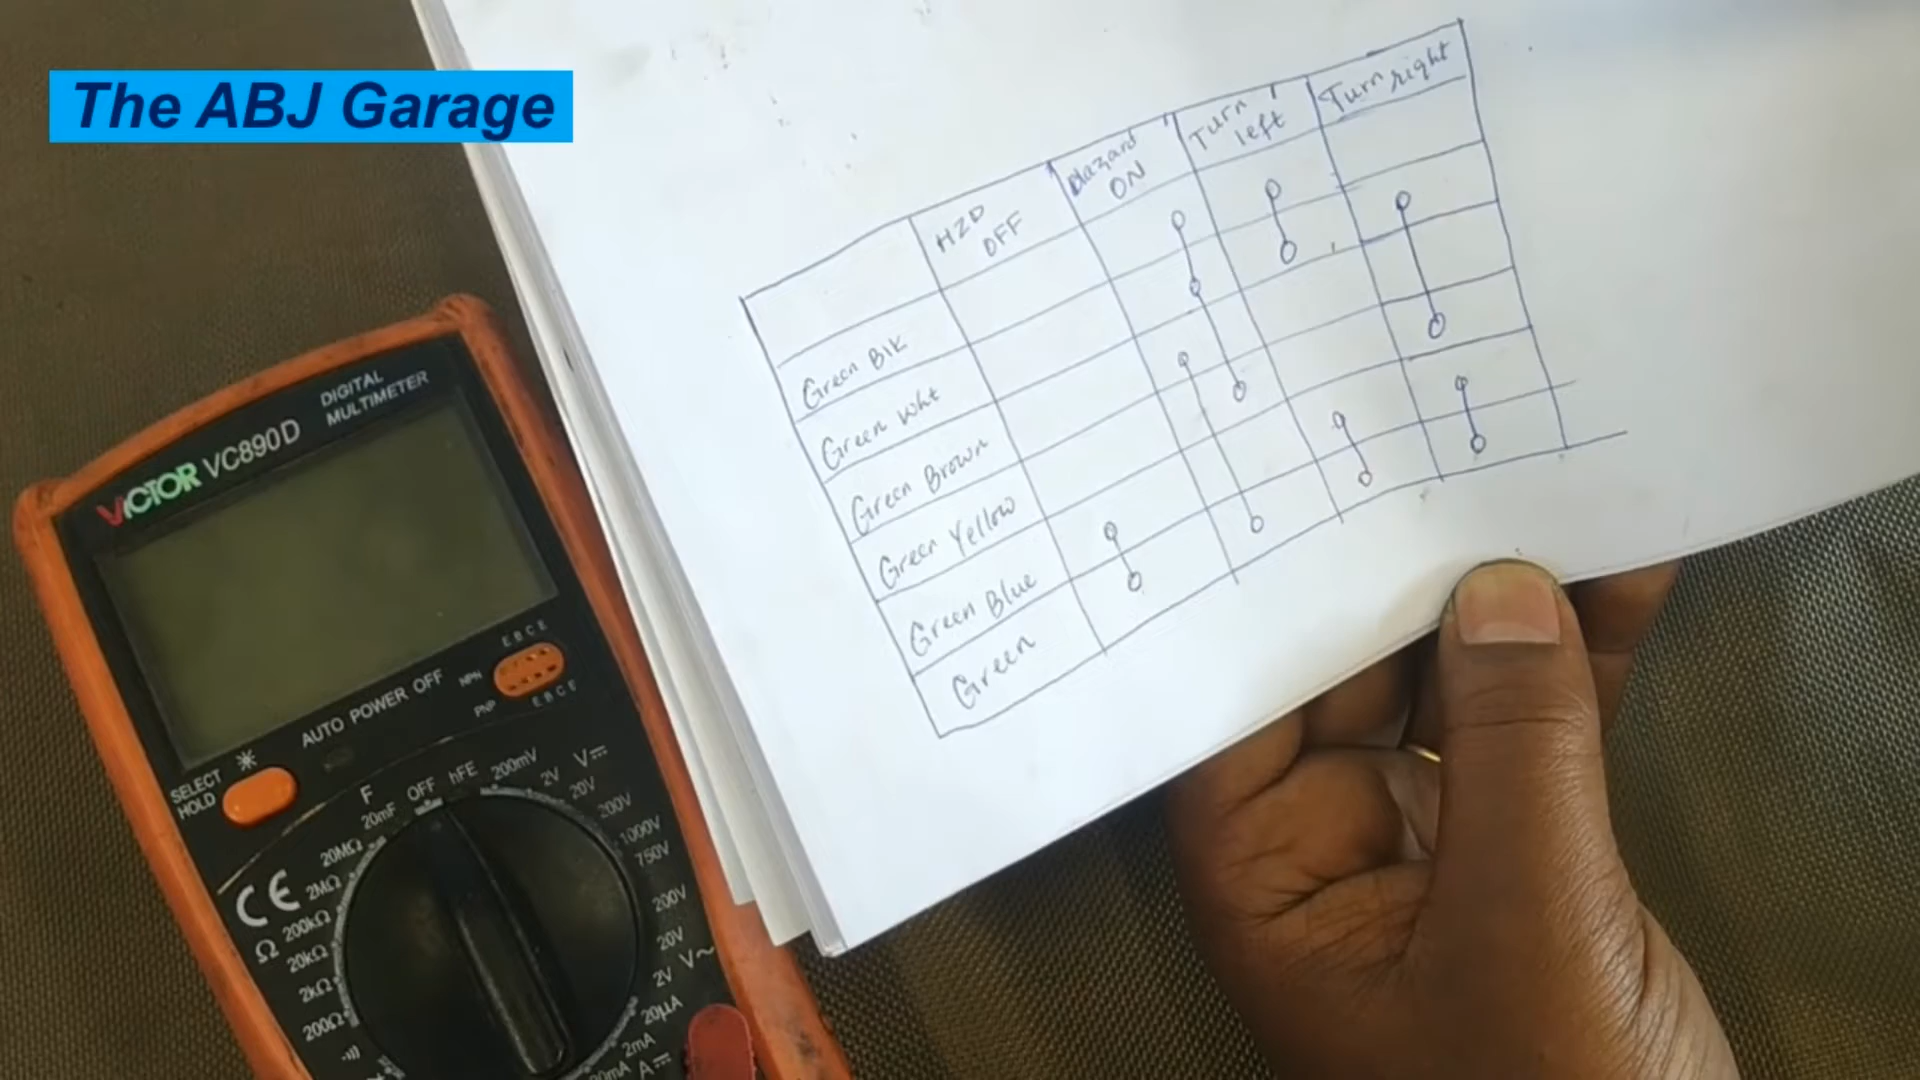 The ABJ Garage
HZD
OFF
Hazard
ON
Turn
left
Turn right
Green Blk
Green Wht
Green Brown
Green Yellow
Green Blue
Green
VICTOR VC890D
DIGITAL
MULTIMETER
E B C E
NPN
PNP
E B C E
AUTO POWER OFF
SELECT
HOLD
F
20mF
OFF
hFE
200mV
2V
V
20V
200V
1000V
750V
200V
20V
2V
V~
20µA
2mA
A
20MΩ
2MΩ
200kΩ
Ω
20kΩ
2kΩ
200Ω
CE